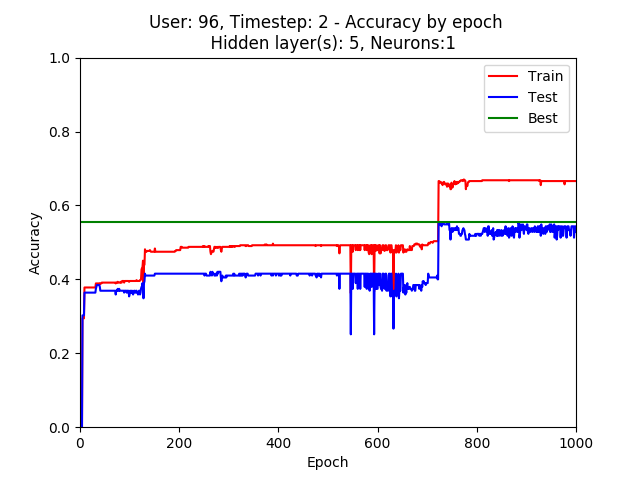 User: 96, Timestep: 2 - Accuracy by epoch
Hidden layer(s): 5, Neurons:1
Train
Test
Best
1.0
0.8
0.6
0.4
0.2
0.0
Accuracy
0 200 400 600 800 1000
Epoch